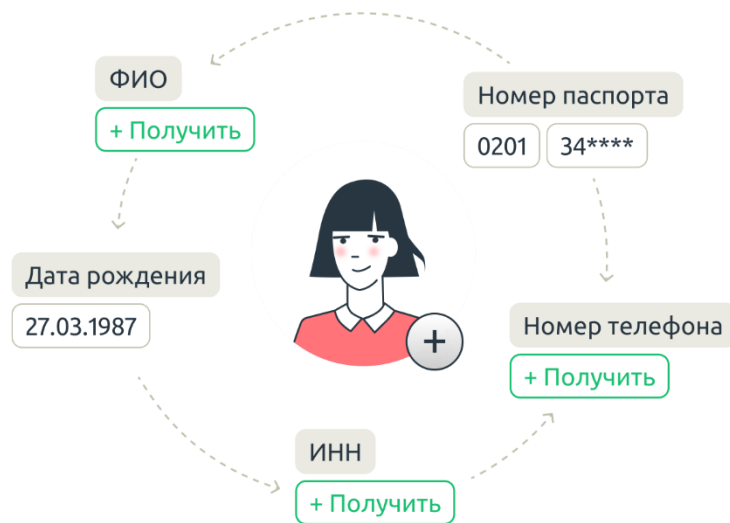 ФИО
+ Получить
Номер паспорта
0201 34****
Дата рождения
27.03.1987
Номер телефона
+ Получить
ИНН
+ Получить